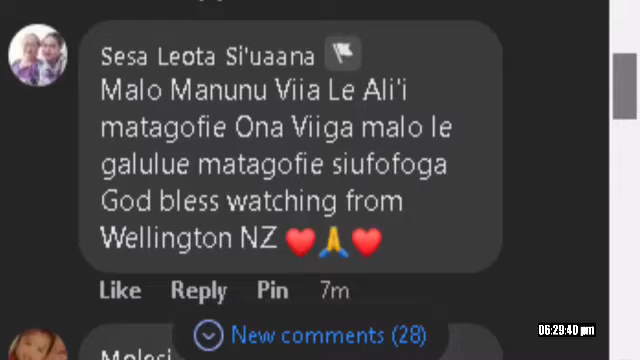 Sesa Leota Si'uaana
Malo Manunu Viia Le Ali'i
matagofie Ona Viiga malo le
galulue matagofie siufofoga
God bless watching from
Wellington NZ ❤️🙏❤️
Like Reply Pin 7m
New comments (28)
06:29:40 pm